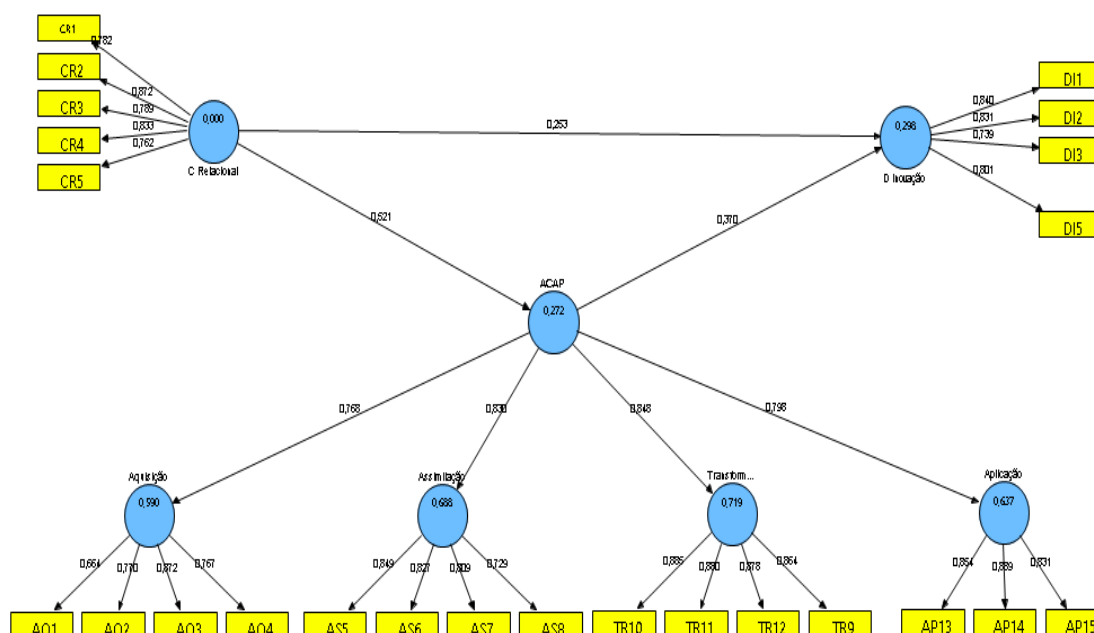 CR1
0,782
CR2
0,872
CR3
0,789
CR4
0,833
CR5
0,762
0,000
C Relacional
0,253
0,298
D Inovação
DI1
0,840
DI2
0,831
DI3
0,739
DI5
0,801
0,521
0,370
ACAP
0,272
0,768
0,830
0,848
0,798
Aquisição
0,590
Assimilação
0,688
Transform...
0,719
Aplicação
0,637
0,664
0,770
0,872
0,767
0,849
0,827
0,809
0,729
0,885
0,880
0,878
0,864
0,854
0,889
0,831
AQ1 AQ2 AQ3 AQ4 AS5 AS6 AS7 AS8 TR10 TR11 TR12 TR9 AP13 AP14 AP15